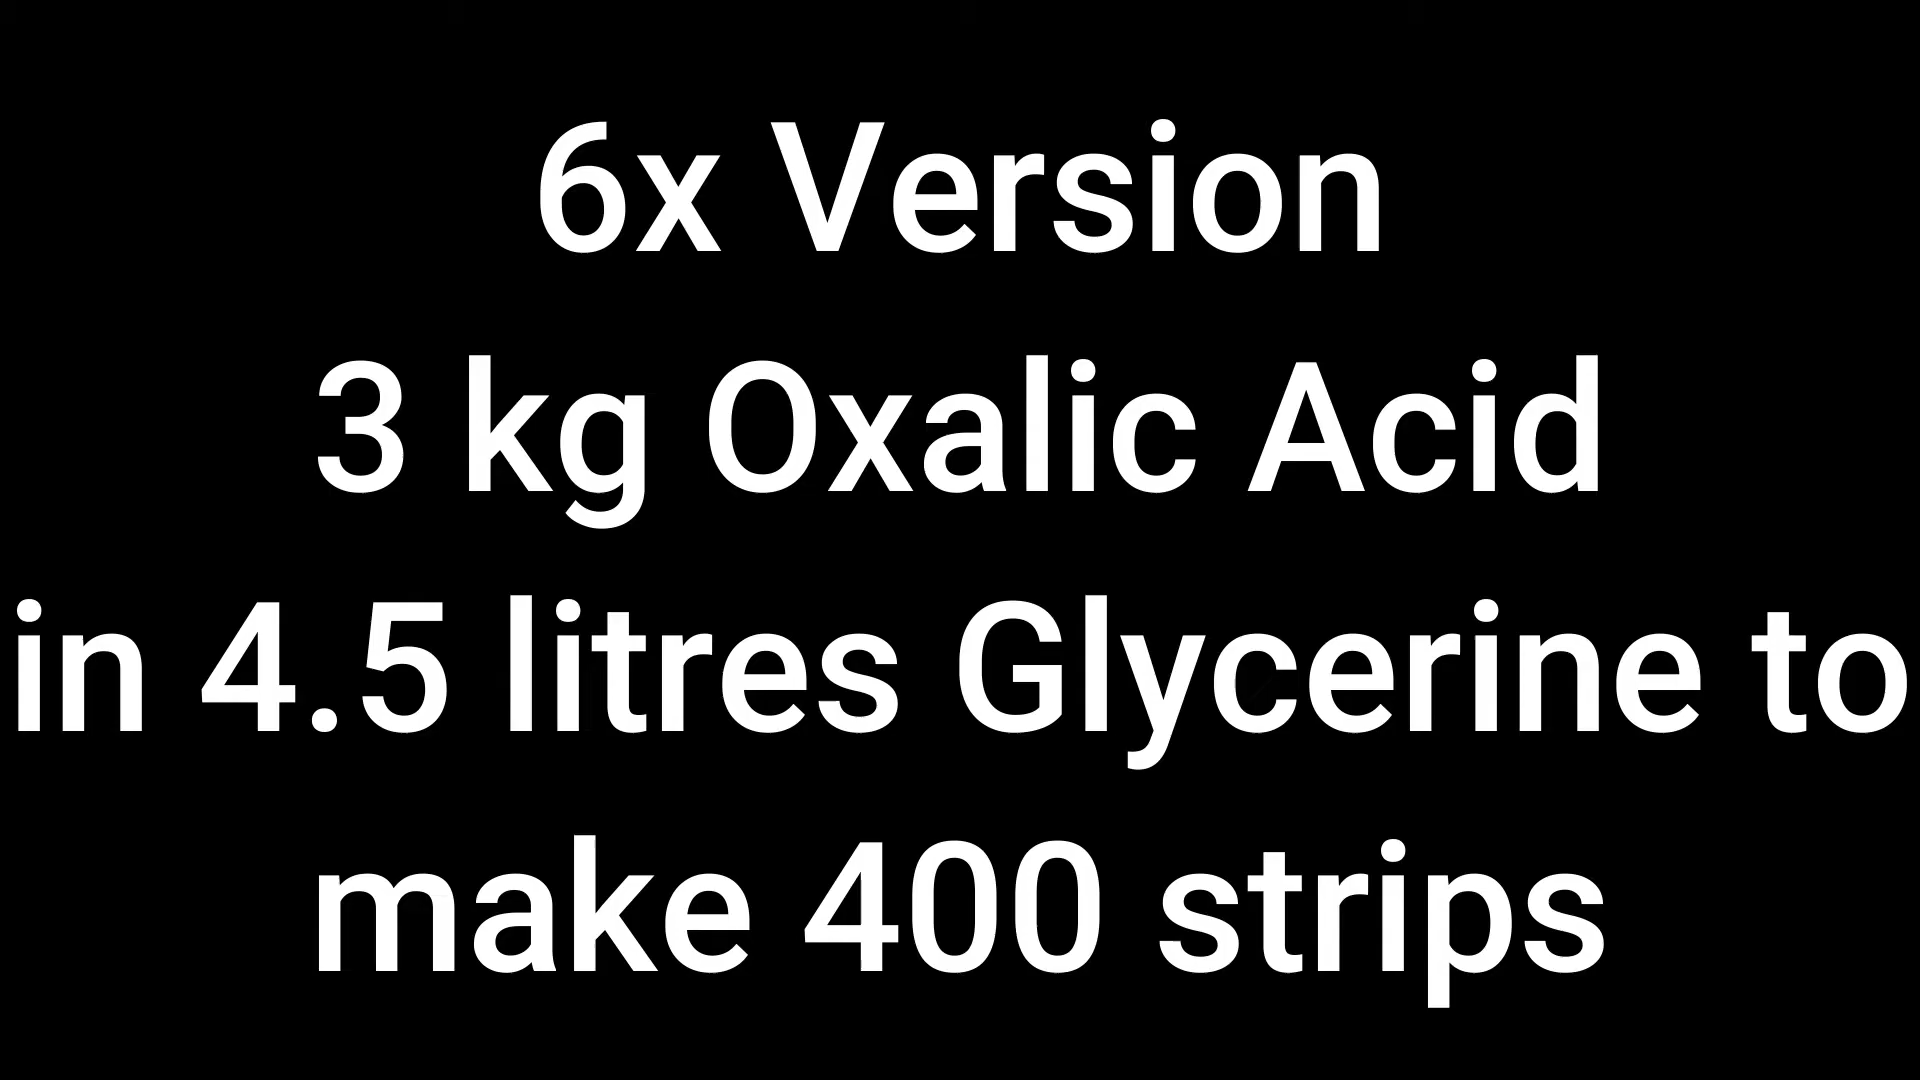 6x Version
3 kg Oxalic Acid
in 4.5 litres Glycerine to
make 400 strips